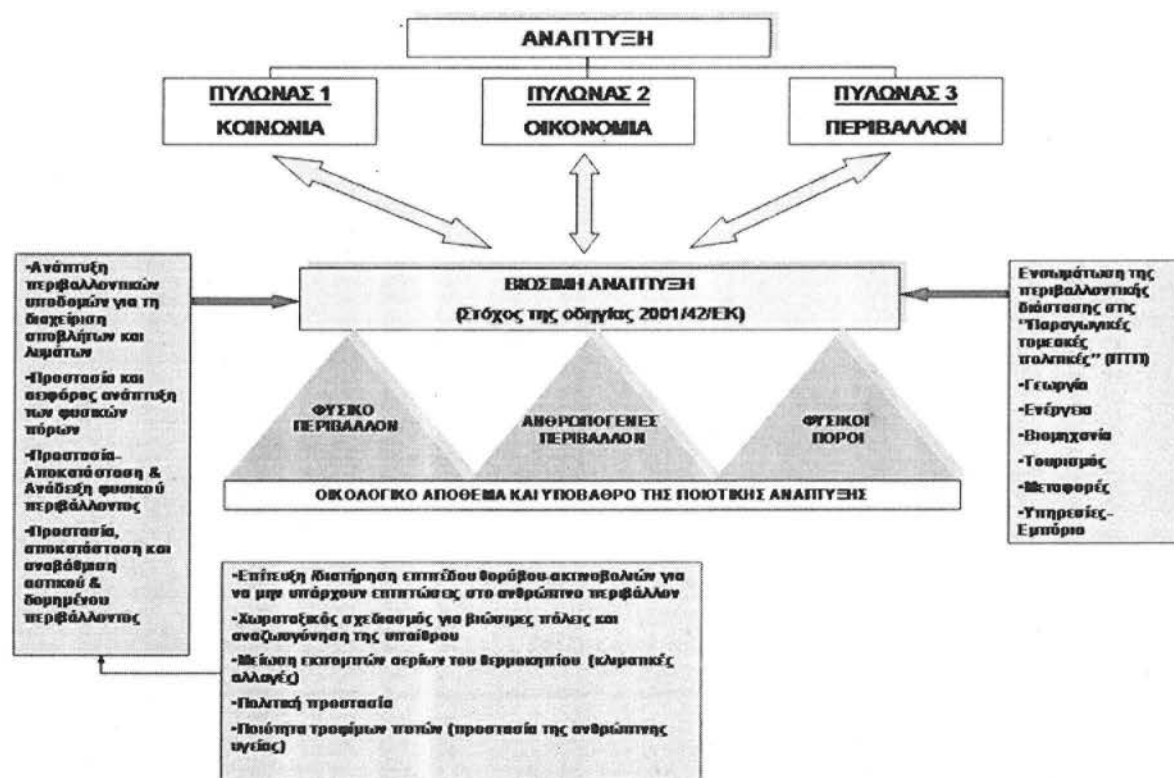 ΑΝΑΠΤΥΞΗ
ΠΥΛΩΝΑΣ 1
ΚΟΙΝΩΝΙΑ
ΠΥΛΩΝΑΣ 2
ΟΙΚΟΝΟΜΙΑ
ΠΥΛΩΝΑΣ 3
ΠΕΡΙΒΑΛΛΟΝ
-Ανάπτυξη
περιβαλλοντικών
υποδομών για τη
διαχείριση
αποβλήτων και
λυμάτων
-Προστασία και
αειφόρος ανάπτυξη
των φυσικών
πόρων
-Προστασία-
Αποκατάσταση &
Ανάδειξη φυσικού
περιβάλλοντος
-Προστασία,
αποκατάσταση και
αναβάθμιση
αστικού &
δομημένου
περιβάλλοντος
ΒΙΩΣΙΜΗ ΑΝΑΠΤΥΞΗ
(Στόχος της οδηγίας 2001/42/ΕΚ)
ΦΥΣΙΚΟ
ΠΕΡΙΒΑΛΛΟΝ
ΑΝΘΡΩΠΟΓΕΝΕΣ
ΠΕΡΙΒΑΛΛΟΝ
ΦΥΣΙΚΟΙ
ΠΟΡΟΙ
ΟΙΚΟΛΟΓΙΚΟ ΑΠΟΘΕΜΑ ΚΑΙ ΥΠΟΒΑΘΡΟ ΤΗΣ ΠΟΙΟΤΙΚΗΣ ΑΝΑΠΤΥΞΗΣ
Ενσωμάτωση της
περιβαλλοντικής
διάστασης στις
"Παραγωγικές
τομεακές
πολιτικές" (ΠΤΠ)
-Γεωργία
-Ενέργεια
-Βιομηχανία
-Τουρισμός
-Μεταφορές
-Υπηρεσίες-
Εμπόριο
-Επίτευξη /διατήρηση επιπέδου θορύβου-ακτινοβολιών για
να μην υπάρχουν επιπτώσεις στο ανθρώπινο περιβάλλον
-Χωροταξικός σχεδιασμός για βιώσιμες πόλεις και
αναζωογόνηση της υπαίθρου
-Μείωση εκπομπών αερίων του θερμοκηπίου (κλιματικές
αλλαγές)
-Πολιτική προστασία
-Ποιότητα τροφίμων ποτών (προστασία της ανθρώπινης
υγείας)